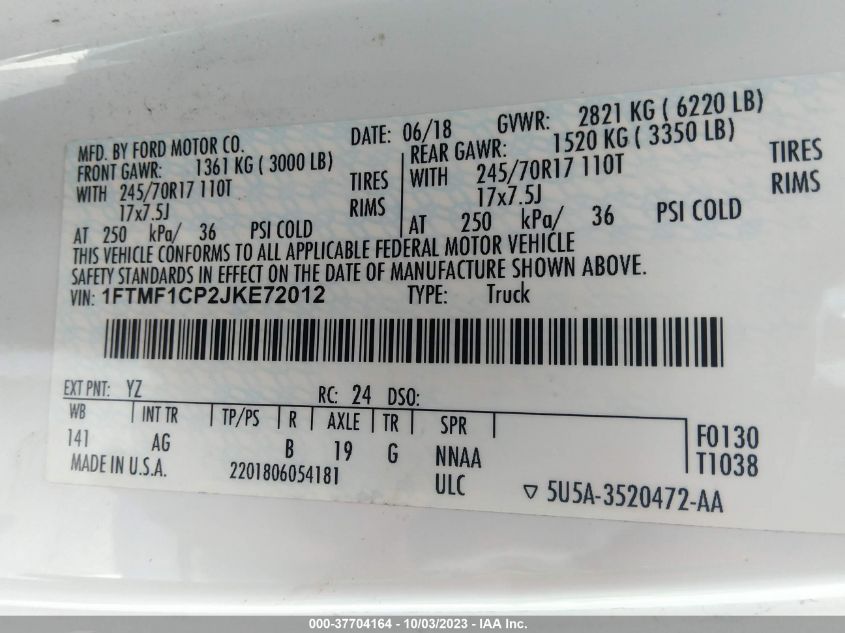 MFD. BY FORD MOTOR CO.
DATE: 06/18 GVWR: 2821 KG ( 6220 LB)
FRONT GAWR: 1361 KG ( 3000 LB)
WITH 245/70R17 110T TIRES
17x7.5J RIMS
AT 250 kPa/ 36 PSI COLD
REAR GAWR: 1520 KG ( 3350 LB)
WITH 245/70R17 110T TIRES
17x7.5J RIMS
AT 250 kPa/ 36 PSI COLD
THIS VEHICLE CONFORMS TO ALL APPLICABLE FEDERAL MOTOR VEHICLE
SAFETY STANDARDS IN EFFECT ON THE DATE OF MANUFACTURE SHOWN ABOVE.
VIN: 1FTMF1CP2JKE72012 TYPE: Truck
EXT PNT: YZ RC: 24 DSO:
WB INT TR TP/PS R AXLE TR SPR
141 AG B 19 G NNAA
F0130
T1038
MADE IN U.S.A. 2201806054181 ULC
▽ 5U5A-3520472-AA
000-37704164 - 10/03/2023 - IAA Inc.